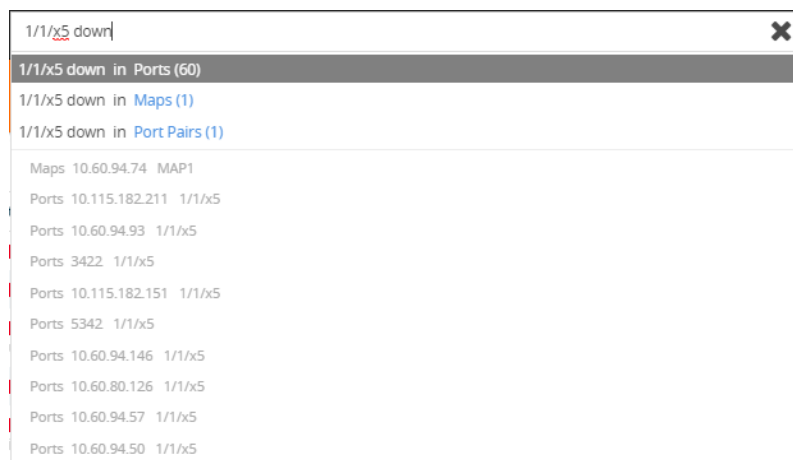 1/1/x5 down
1/1/x5 down in Ports (60)
1/1/x5 down in Maps (1)
1/1/x5 down in Port Pairs (1)
Maps 10.60.94.74 MAP1
Ports 10.115.182.211 1/1/x5
Ports 10.60.94.93 1/1/x5
Ports 3422 1/1/x5
Ports 10.115.182.151 1/1/x5
Ports 5342 1/1/x5
Ports 10.60.94.146 1/1/x5
Ports 10.60.80.126 1/1/x5
Ports 10.60.94.57 1/1/x5
Ports 10.60.94.50 1/1/x5